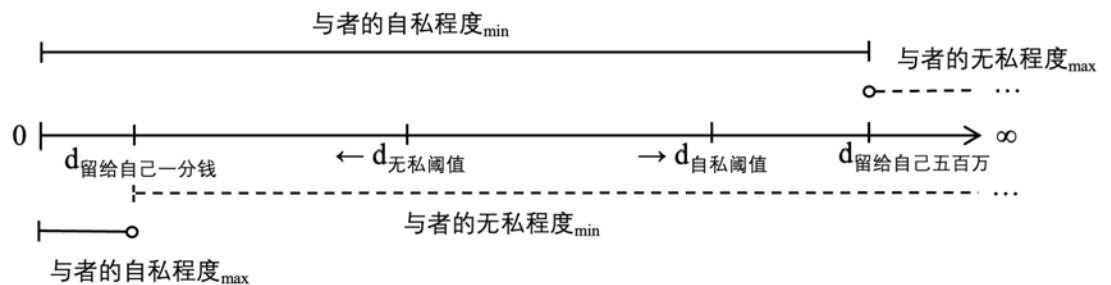 与者的自私程度min
与者的无私程度max
0
∞
d留给自己一分钱
← d无私阈值
→ d自私阈值
d留给自己五百万
与者的无私程度min
与者的自私程度max